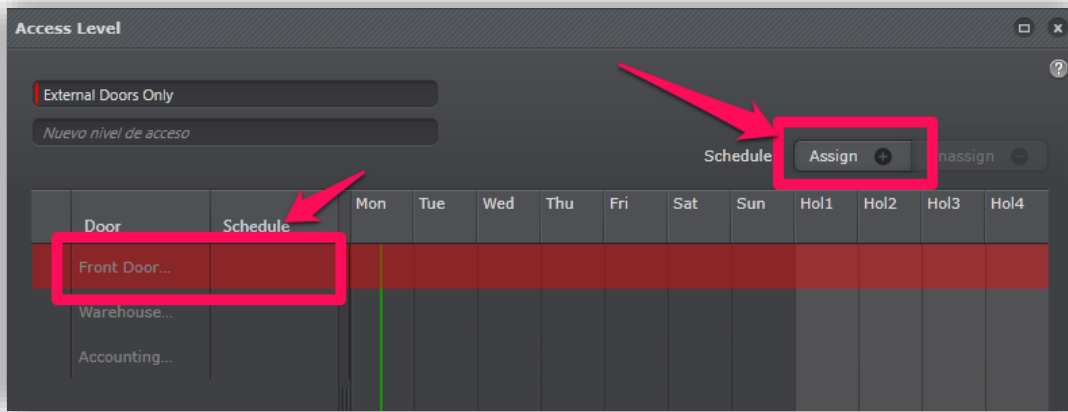 Access Level
External Doors Only
Nuevo nivel de acceso
Schedule Assign nassign
Door Schedule Mon Tue Wed Thu Fri Sat Sun Hol1 Hol2 Hol3 Hol4
Front Door...
Warehouse...
Accounting...